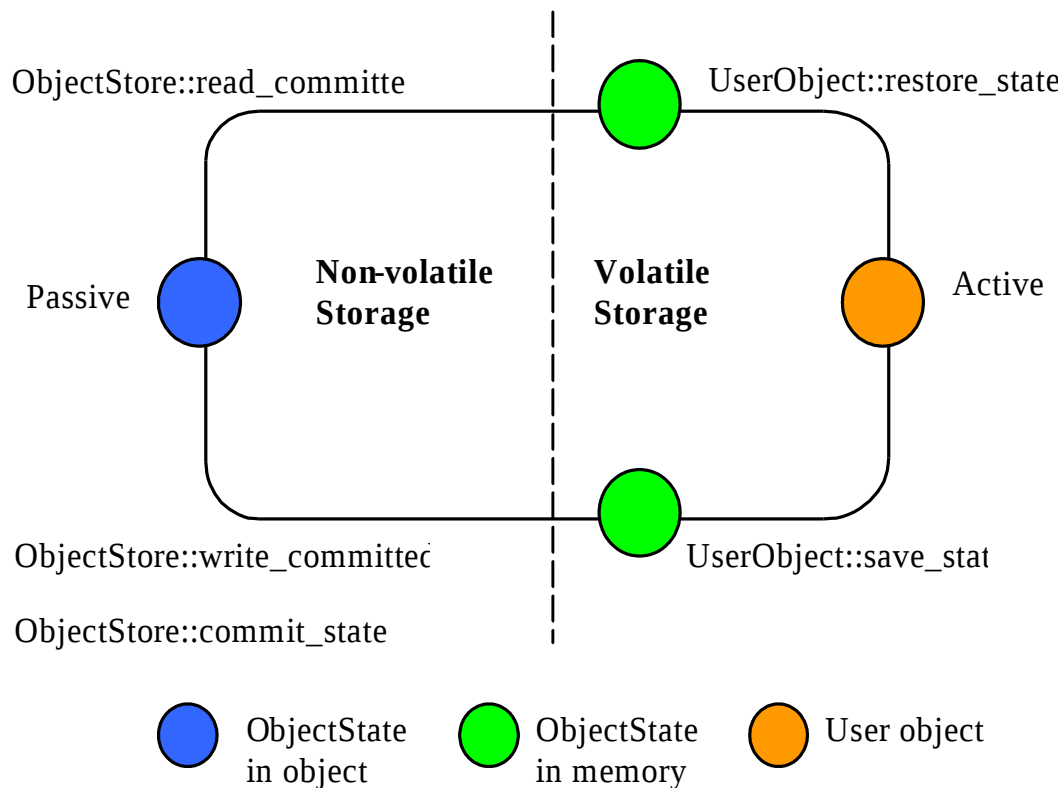 ObjectStore::read_committe
UserObject::restore_state
Non-volatile
Storage
Volatile
Storage
Passive
Active
ObjectStore::write_committed
UserObject::save_stat
ObjectStore::commit_state
ObjectState
in object
ObjectState
in memory
User object